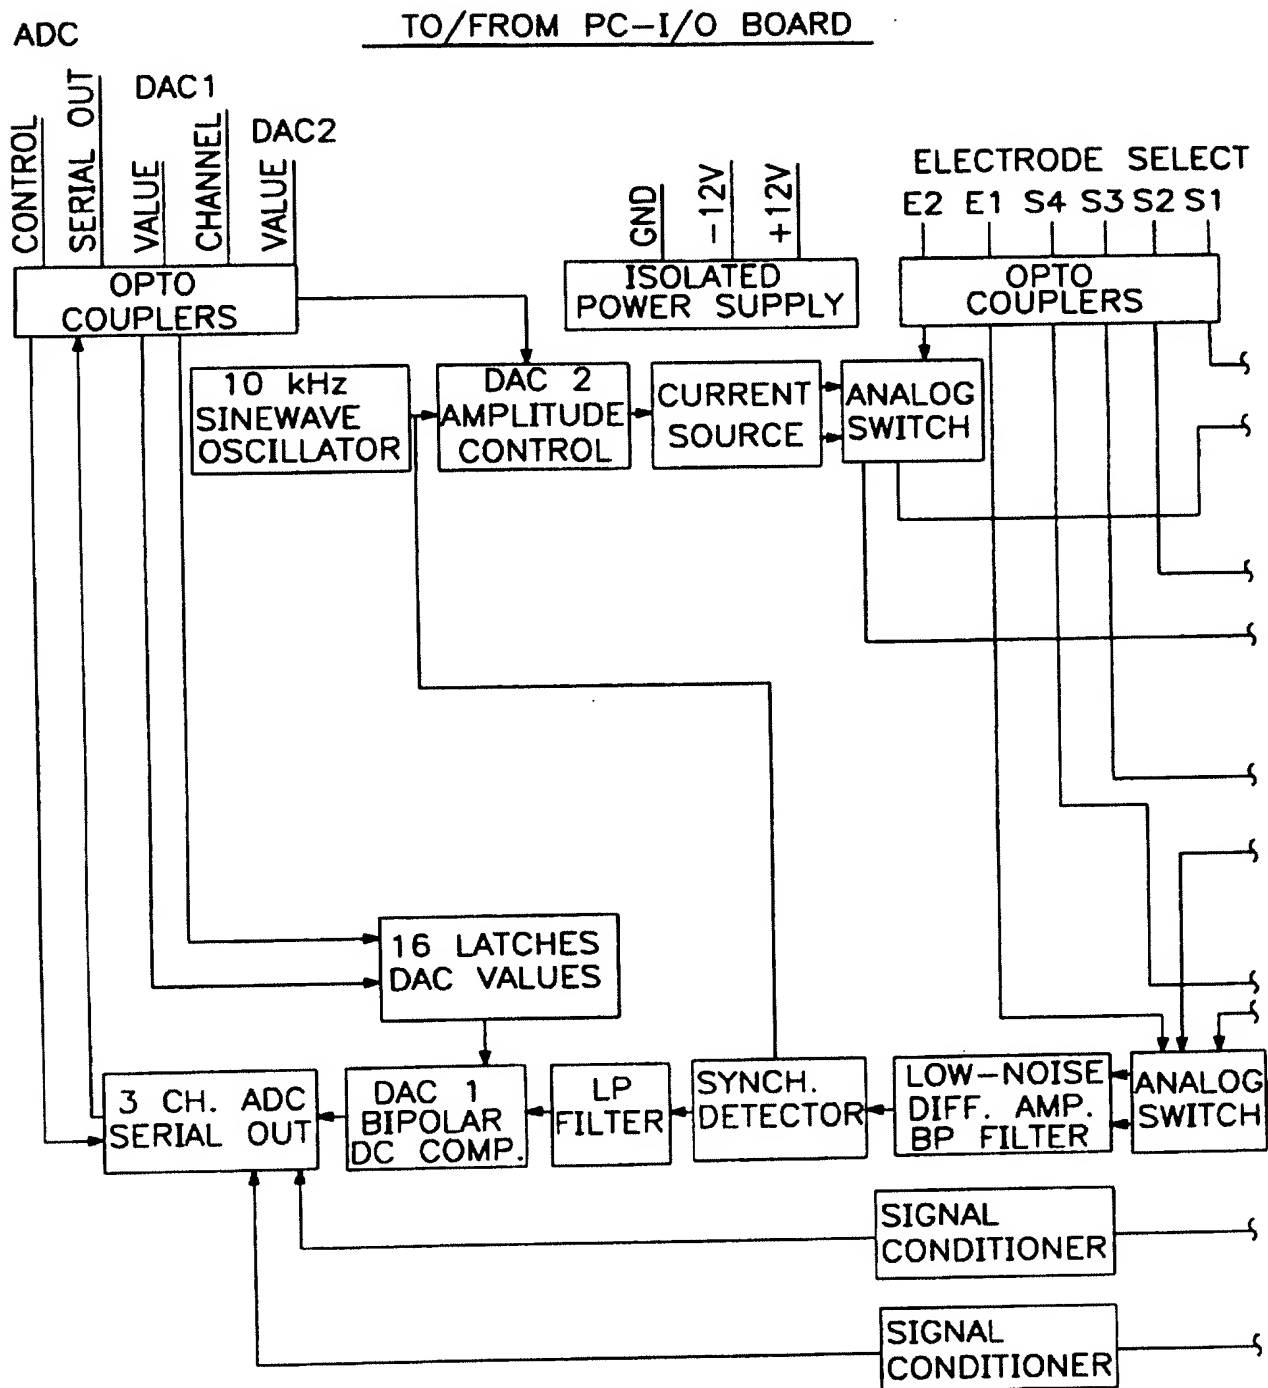 TO/FROM PC-I/O BOARD
ADC
CONTROL
SERIAL OUT
DAC1
VALUE
CHANNEL
DAC2
VALUE
GND
-12V
+12V
ELECTRODE SELECT
E2 E1 S4 S3 S2 S1
OPTO
COUPLERS
ISOLATED
POWER SUPPLY
OPTO
COUPLERS
10 kHz
SINEWAVE
OSCILLATOR
DAC 2
AMPLITUDE
CONTROL
CURRENT
SOURCE
ANALOG
SWITCH
16 LATCHES
DAC VALUES
3 CH. ADC
SERIAL OUT
DAC 1
BIPOLAR
DC COMP.
LP
FILTER
SYNCH.
DETECTOR
LOW-NOISE
DIFF. AMP.
BP FILTER
ANALOG
SWITCH
SIGNAL
CONDITIONER
SIGNAL
CONDITIONER